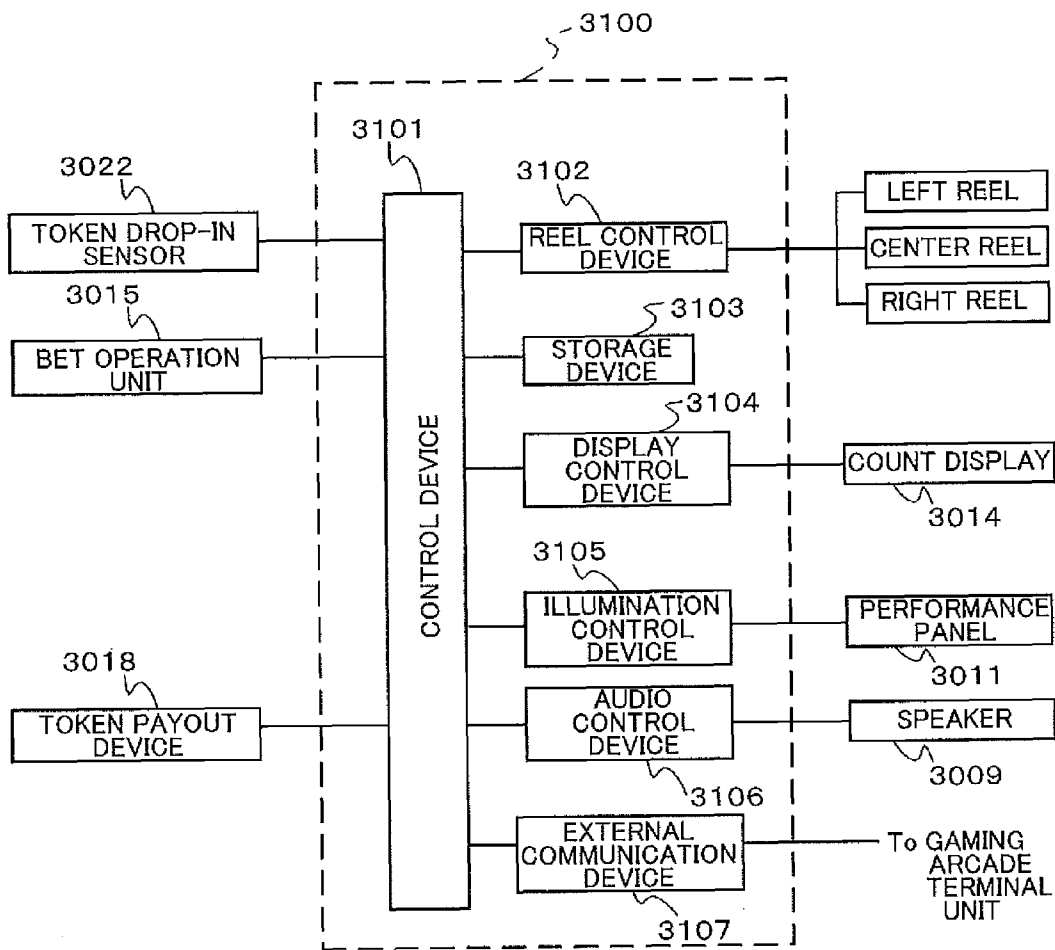 3100
3101
3022
TOKEN DROP-IN
SENSOR
3015
BET OPERATION
UNIT
3018
TOKEN PAYOUT
DEVICE
CONTROL DEVICE
3102
REEL CONTROL
DEVICE
LEFT REEL
CENTER REEL
RIGHT REEL
3103
STORAGE
DEVICE
3104
DISPLAY
CONTROL
DEVICE
COUNT DISPLAY
3014
3105
ILLUMINATION
CONTROL
DEVICE
PERFORMANCE
PANEL
3011
AUDIO
CONTROL
DEVICE
3106
SPEAKER
3009
EXTERNAL
COMMUNICATION
DEVICE
3107
To GAMING
ARCADE
TERMINAL
UNIT